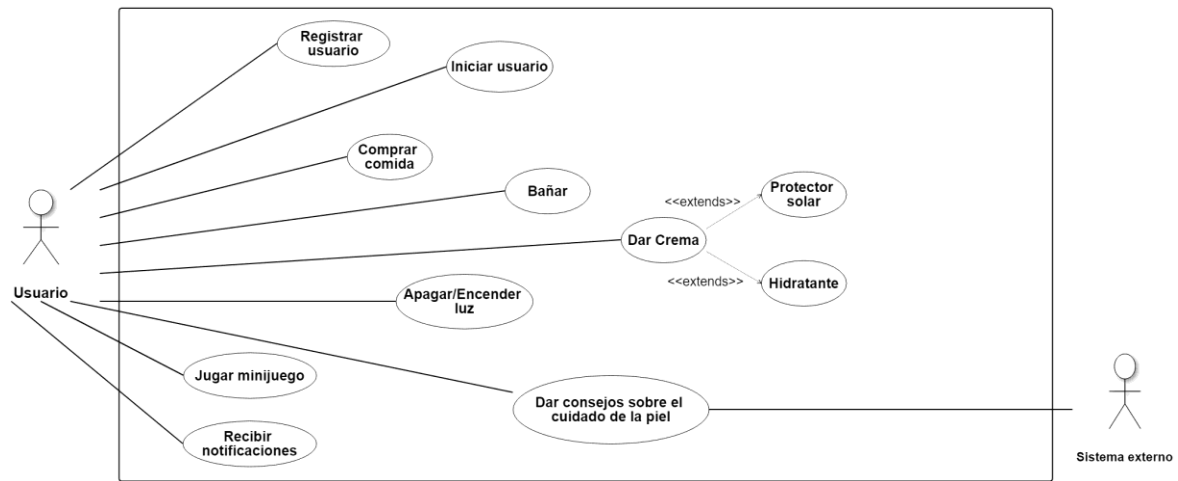 Registrar
usuario
Iniciar usuario
Comprar
comida
Bañar
<<extends>>
Protector
solar
Dar Crema
<<extends>>
Hidratante
Usuario
Apagar/Encender
luz
Jugar minijuego
Dar consejos sobre el
cuidado de la piel
Recibir
notificaciones
Sistema externo